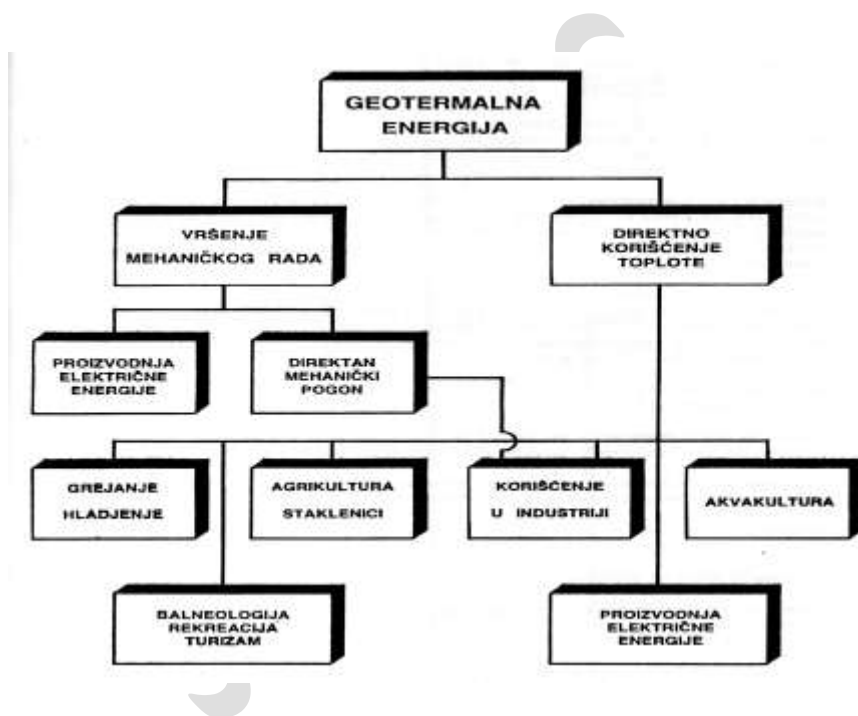 GEOTERMALNA
ENERGIJA
VRŠENJE
MEHANIČKOG RADA
DIREKTNO
KORIŠĆENJE
TOPLOTE
PROIZVODNJA
ELEKTRIČNE
ENERGIJE
DIREKTAN
MEHANIČKI
POGON
GREJANJE
HLADJENJE
AGRIKULTURA
STAKLENICI
KORIŠĆENJE
U INDUSTRIJI
AKVAKULTURA
BALNEOLOGIJA
REKREACIJA
TURIZAM
PROIZVODNJA
ELEKTRIČNE
ENERGIJE